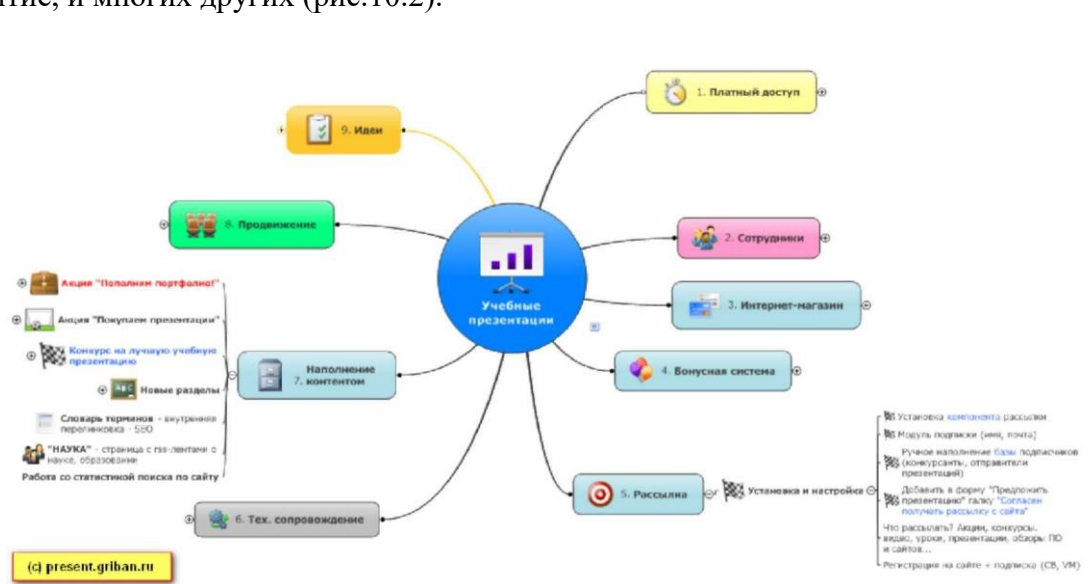 и многих других (рис.10.2).
1. Платный доступ
9. Идеи
2. Сотрудники
8. Продвижение
Учебные
презентации
3. Интернет-магазин
Акция "Пополним портфолио!"
Акция "Покупаем презентации"
Конкурс на лучшую учебную
презентацию
Новые разделы
Словарь терминов - внутренняя
перелинковка - SEO
"НАУКА" - страница с rss-лентами о
науке, образовании
Работа со статистикой поиска по сайту
Наполнение
7. контентом
4. Бонусная система
5. Рассылка
Установка и настройка
Установка компонента рассылки
Модуль подписки (имя, почта)
Ручное наполнение базы подписчиков
(конкурсанты, отправители
презентаций)
Добавить в форму "Предложить
презентацию" галку "Согласен
получать рассылку с сайта"
Что рассылать? Акции, конкурсы,
видео, уроки, презентации, обзоры ПО
и сайтов...
Регистрация на сайте + подписка (CB, VM)
6. Тех. сопровождение
(c) present.griban.ru